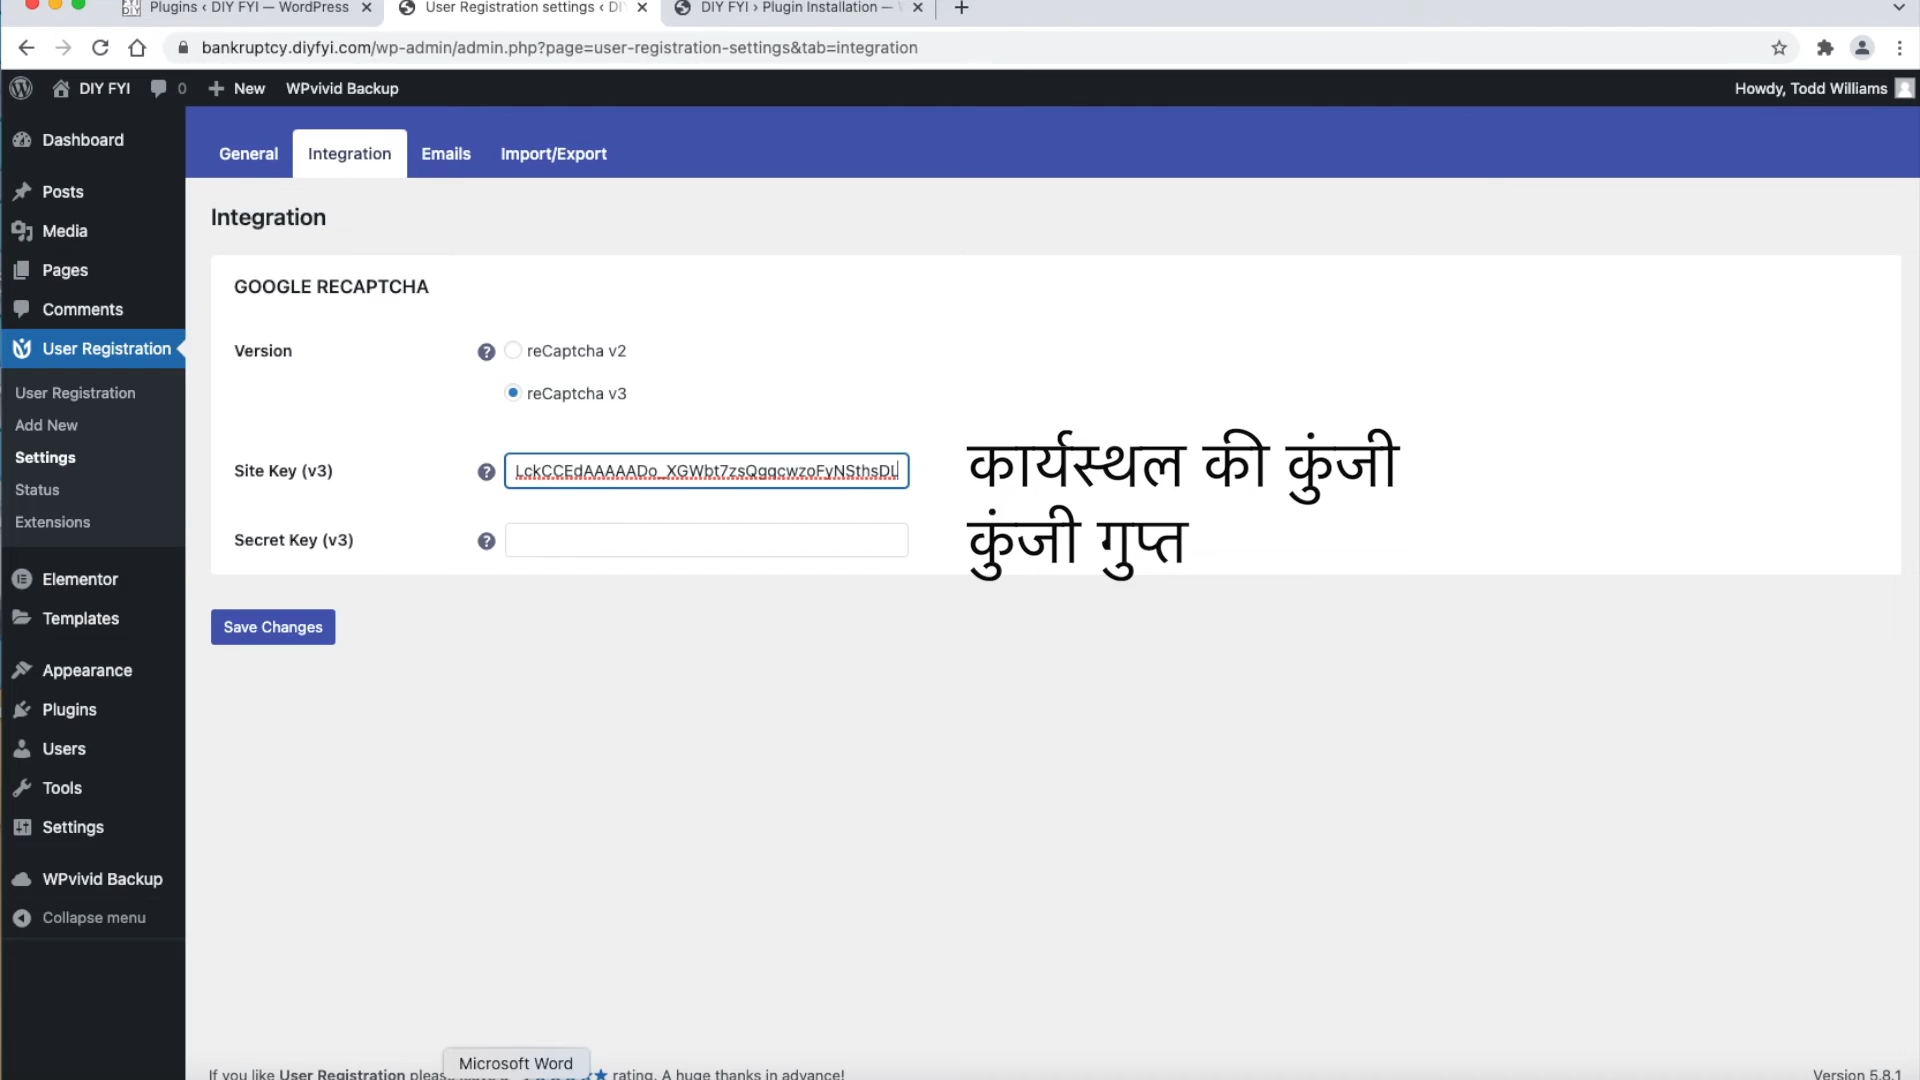 Plugins ‹ DIY FYI — WordPress
User Registration settings ‹ DI
DIY FYI › Plugin Installation —
bankruptcy.diyfyi.com/wp-admin/admin.php?page=user-registration-settings&tab=integration
DIY FYI 0 New WPvivid Backup
Howdy, Todd Williams
Dashboard
Posts
Media
Pages
Comments
User Registration
User Registration
Add New
Settings
Status
Extensions
Elementor
Templates
Appearance
Plugins
Users
Tools
Settings
WPvivid Backup
Collapse menu
General Integration Emails Import/Export
Integration
GOOGLE RECAPTCHA
Version
reCaptcha v2
reCaptcha v3
Site Key (v3)
LckCCEdAAAAADo_XGWbt7zsQgqcwzoFyNSthsDL
कार्यस्थल की कुंजी
Secret Key (v3)
कुंजी गुप्त
Save Changes
Microsoft Word
If you like User Registration pleas
rating. A huge thanks in advance!
Version 5.8.1